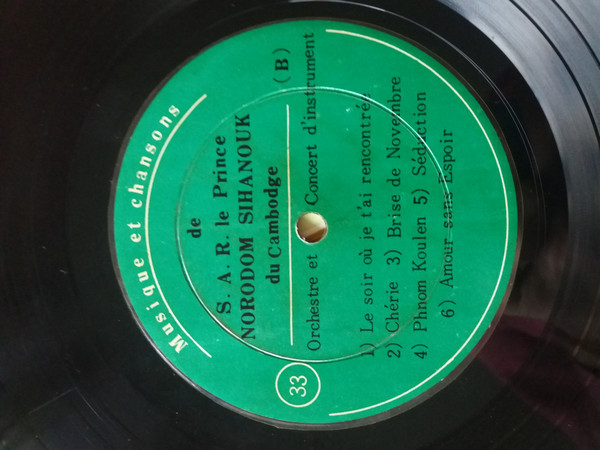 Musique et chansons
de
S. A. R. le Prince
NORODOM SIHANOUK
du Cambodge
(B)
Orchestre et Concert d'instrument
1) Le soir où je t'ai rencontrée
2) Chérie 3) Brise de Novembre
4) Phnom Koulen 5) Séduction
6) Amour sans Espoir
33